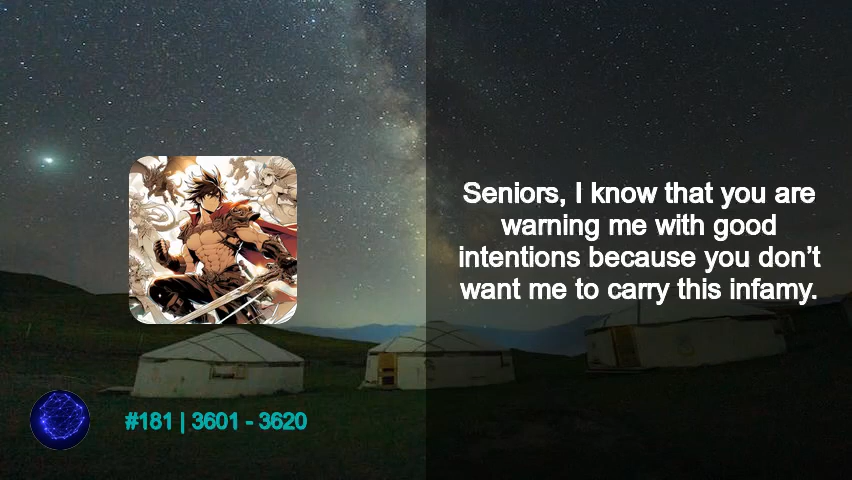 Seniors, I know that you are
warning me with good
intentions because you don’t
want me to carry this infamy.
#181 | 3601 - 3620